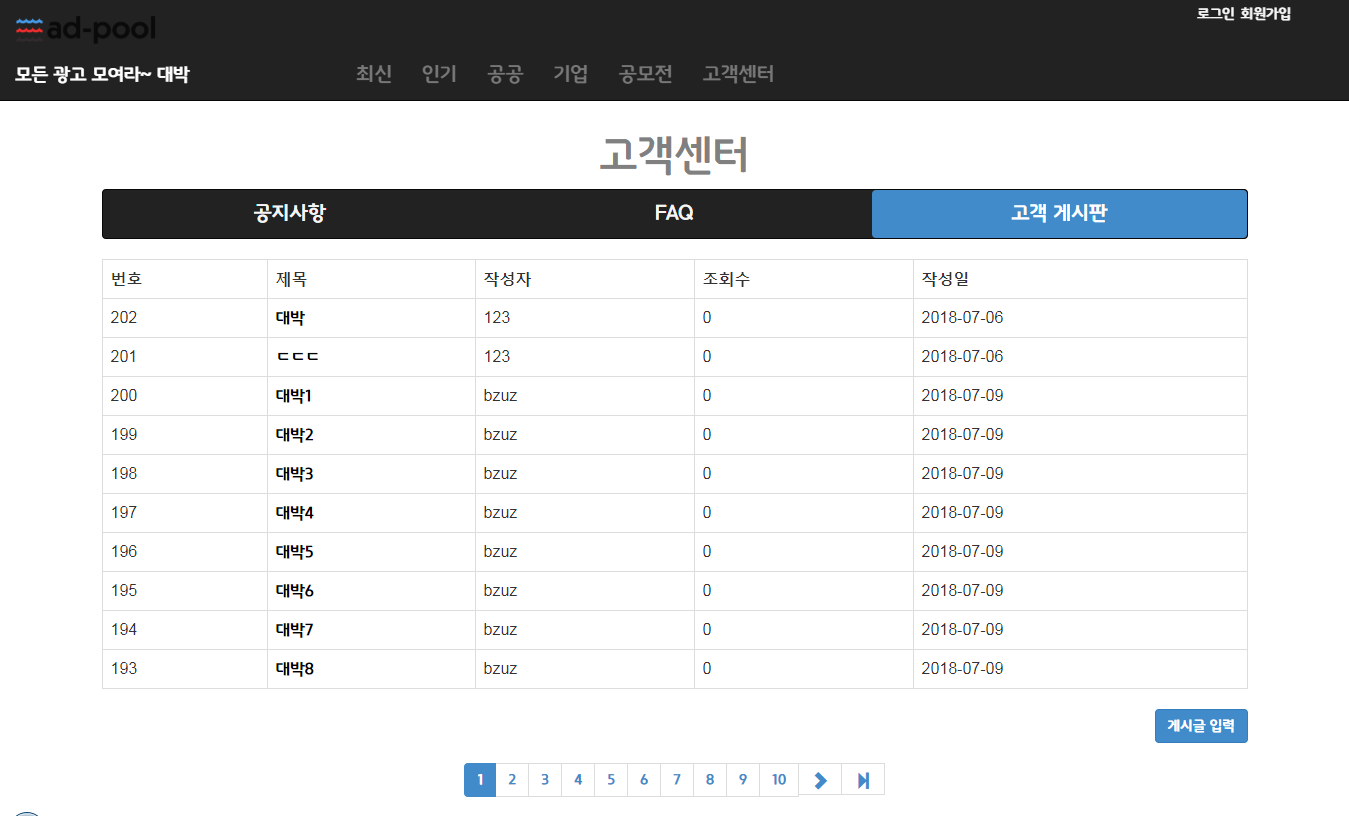 ad-pool
로그인 회원가입
모든 광고 모여라~ 대박 최신 인기 공공 기업 공모전 고객센터
고객센터
공지사항 FAQ 고객 게시판
번호 제목 작성자 조회수 작성일
202 대박 123 0 2018-07-06
201 ㄷㄷㄷ 123 0 2018-07-06
200 대박1 bzuz 0 2018-07-09
199 대박2 bzuz 0 2018-07-09
198 대박3 bzuz 0 2018-07-09
197 대박4 bzuz 0 2018-07-09
196 대박5 bzuz 0 2018-07-09
195 대박6 bzuz 0 2018-07-09
194 대박7 bzuz 0 2018-07-09
193 대박8 bzuz 0 2018-07-09
게시글 입력
1 2 3 4 5 6 7 8 9 10